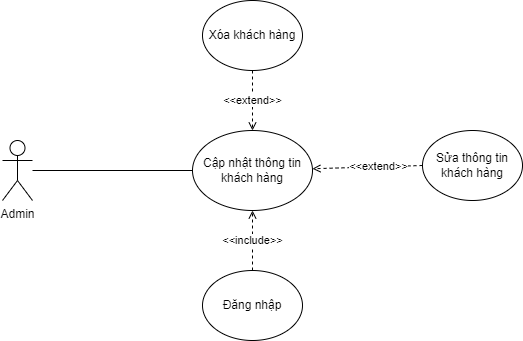 Xóa khách hàng
<<extend>>
Cập nhật thông tin
khách hàng
<<extend>>
Sửa thông tin
khách hàng
Admin
<<include>>
Đăng nhập